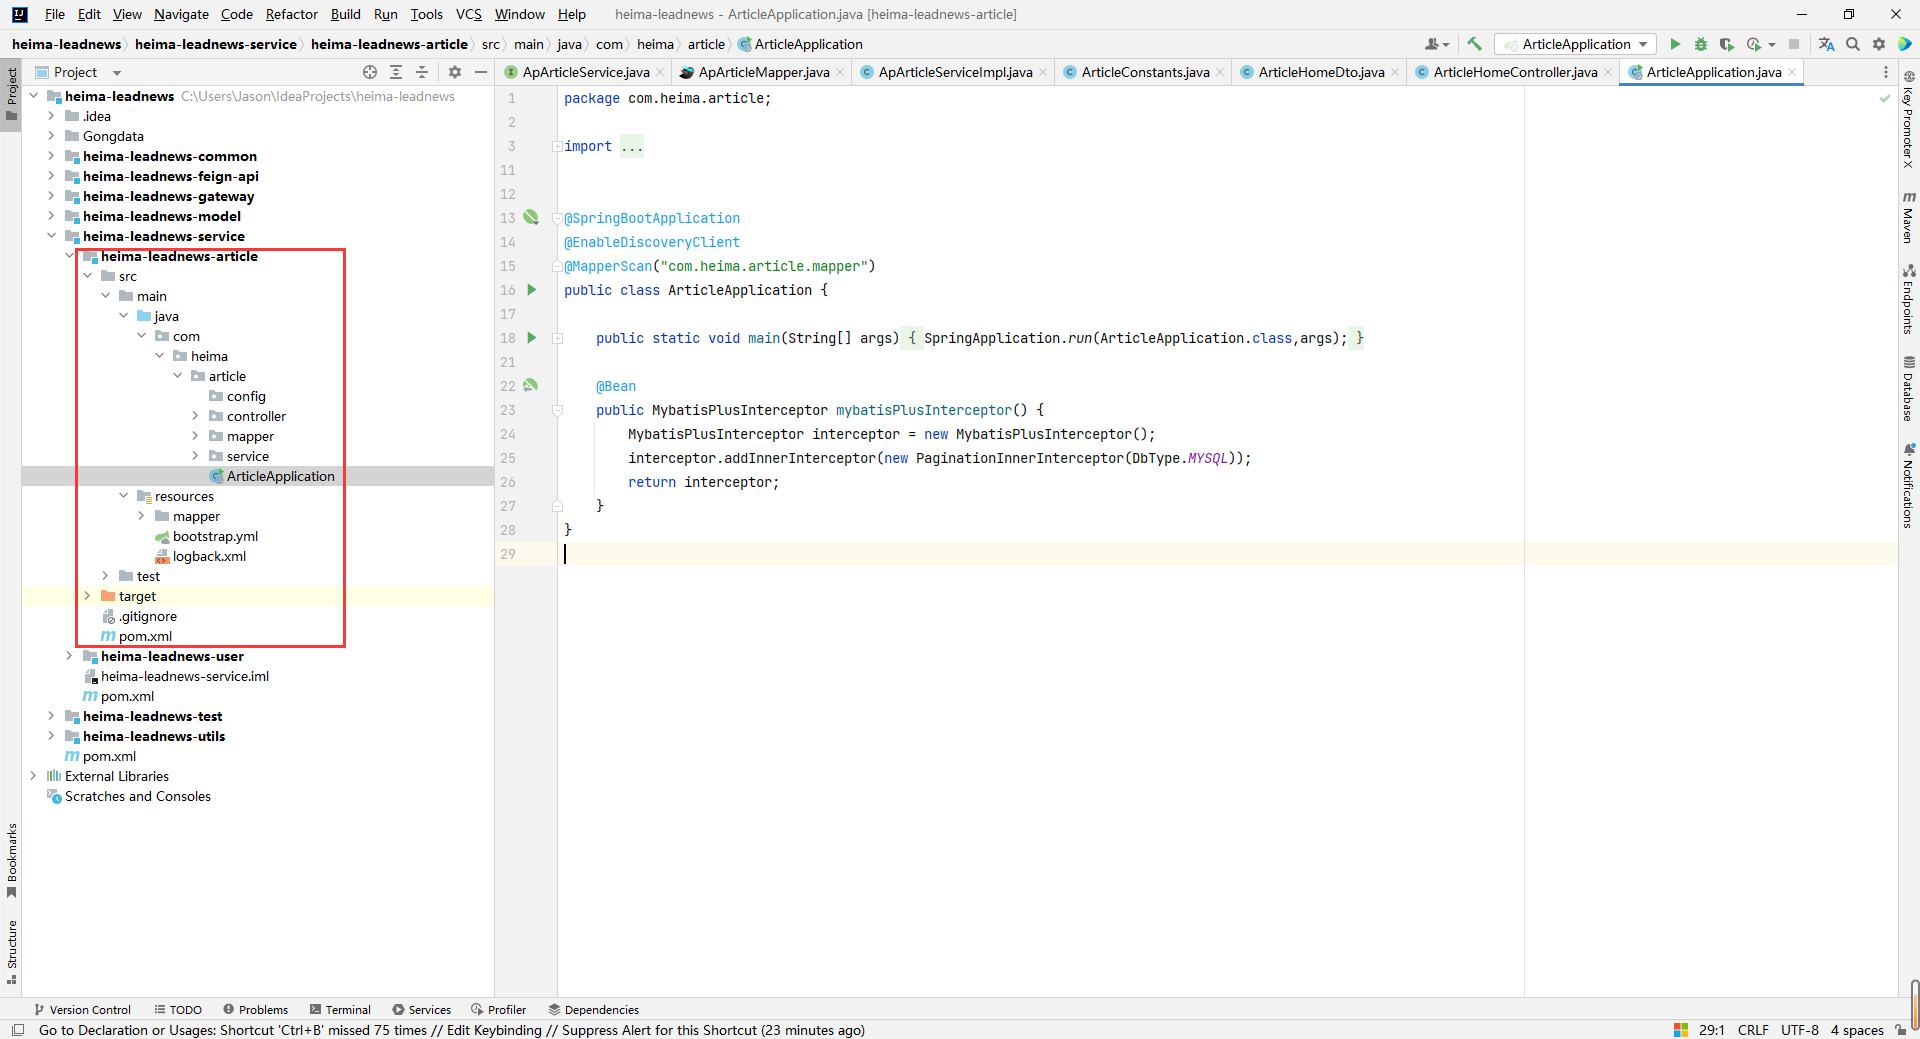 File Edit View Navigate Code Refactor Build Run Tools VCS Window Help heima-leadnews - ArticleApplication.java [heima-leadnews-article]
heima-leadnews heima-leadnews-service heima-leadnews-article src main java com heima article ArticleApplication
ArticleApplication
Project
ApArticleService.java ApArticleMapper.java ApArticleServiceImpl.java ArticleConstants.java ArticleHomeDto.java ArticleHomeController.java ArticleApplication.java
Project
heima-leadnews C:\Users\Jason\IdeaProjects\heima-leadnews
.idea
Gongdata
heima-leadnews-common
heima-leadnews-feign-api
heima-leadnews-gateway
heima-leadnews-model
heima-leadnews-service
heima-leadnews-article
src
main
java
com
heima
article
config
controller
mapper
service
ArticleApplication
resources
mapper
bootstrap.yml
logback.xml
test
target
.gitignore
pom.xml
heima-leadnews-user
heima-leadnews-service.iml
pom.xml
heima-leadnews-test
heima-leadnews-utils
pom.xml
External Libraries
Scratches and Consoles
Bookmarks
Structure
1 package com.heima.article;
2
3 import ...
11
12
13 @SpringBootApplication
14 @EnableDiscoveryClient
15 @MapperScan("com.heima.article.mapper")
16 public class ArticleApplication {
17
18 public static void main(String[] args) { SpringApplication.run(ArticleApplication.class,args); }
21
22 @Bean
23 public MybatisPlusInterceptor mybatisPlusInterceptor() {
24 MybatisPlusInterceptor interceptor = new MybatisPlusInterceptor();
25 interceptor.addInnerInterceptor(new PaginationInnerInterceptor(DbType.MYSQL));
26 return interceptor;
27 }
28 }
29
Key Promoter X
Maven
Endpoints
Database
Notifications
Version Control TODO Problems Terminal Services Profiler Dependencies
Go to Declaration or Usages: Shortcut 'Ctrl+B' missed 75 times // Edit Keybinding // Suppress Alert for this Shortcut (23 minutes ago) 29:1 CRLF UTF-8 4 spaces